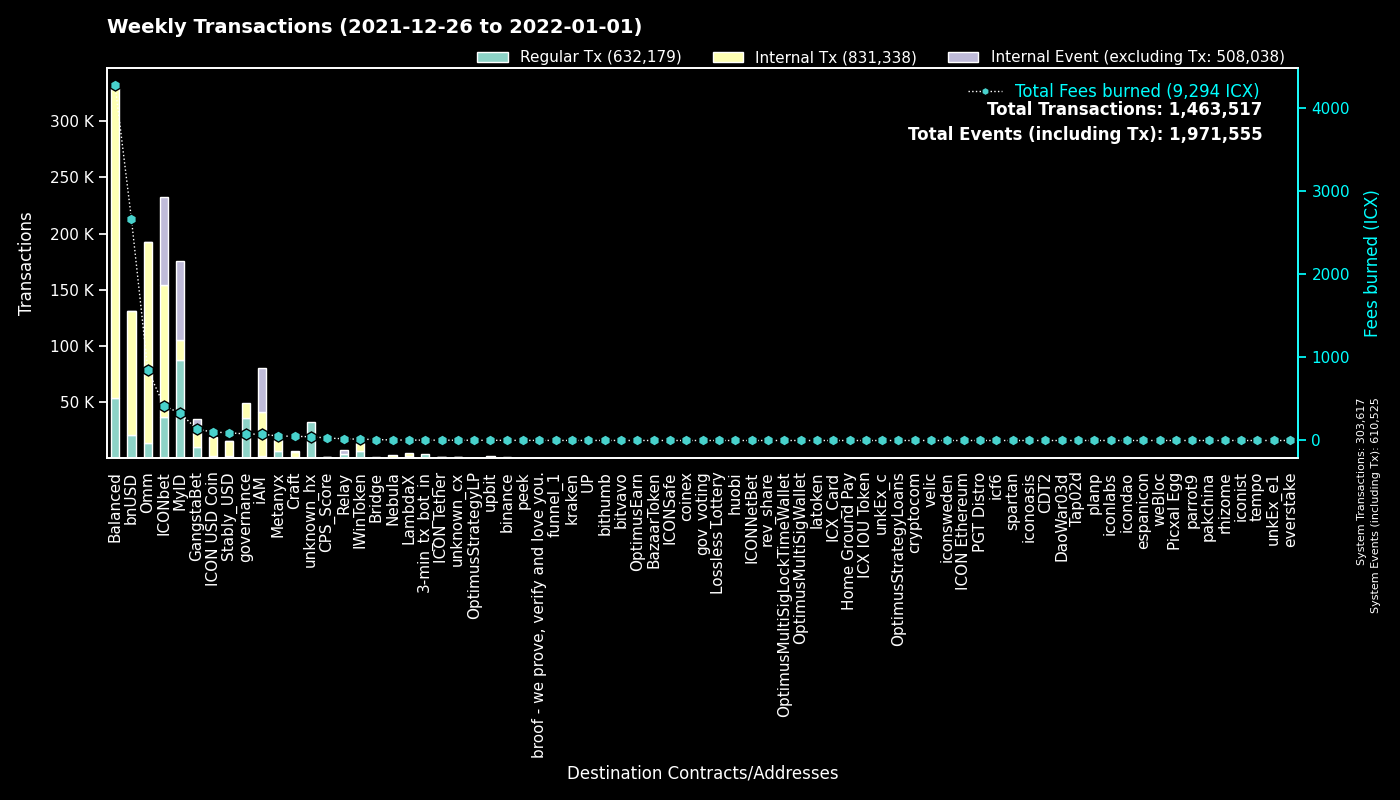 Weekly Transactions (2021-12-26 to 2022-01-01)
Regular Tx (632,179)
Internal Tx (831,338)
Internal Event (excluding Tx: 508,038)
Total Fees burned (9,294 ICX)
Total Transactions: 1,463,517
Total Events (including Tx): 1,971,555
Transactions
300 K
250 K
200 K
150 K
100 K
50 K
4000
3000
2000
1000
0
Fees burned (ICX)
System Transactions: 303,617
System Events (including Tx): 610,525
Balanced
bnUSD
Omm
ICONbet
MyID
GangstaBet
ICON USD Coin
Stably_USD
governance
iAM
Metanyx
Craft
unknown_hx
CPS_Score
Relay
IWinToken
Bridge
Nebula
LambdaX
3-min_tx_bot_in
ICON_Tether
unknown_cx
OptimusStrategyLP
upbit
binance
peek
broof - we prove, verify and love you.
funnel_1
kraken
UP
bithumb
bitvavo
OptimusEarn
BazaarToken
ICONSafe
coinex
gov_voting
Lossless Lottery
huobi
ICONNetBet
rev_share
OptimusMultiSigLockTimeWallet
OptimusMultiSigWallet
latoken
ICX_Card
Home Ground Pay
ICX IOU Token
unkEx_c
OptimusStrategyLoans
cryptocom
velic
iconsweden
ICON Ethereum
PGT Distro
icf6
spartan
iconoasis
CDT2
DaoWar03d
Tap02d
planp
iconlabs
icondao
espanicon
weBloc
Picxal Egg
parrot9
pakchina
rhizome
iconist
tempo
unkEx_e1
everstake
Destination Contracts/Addresses